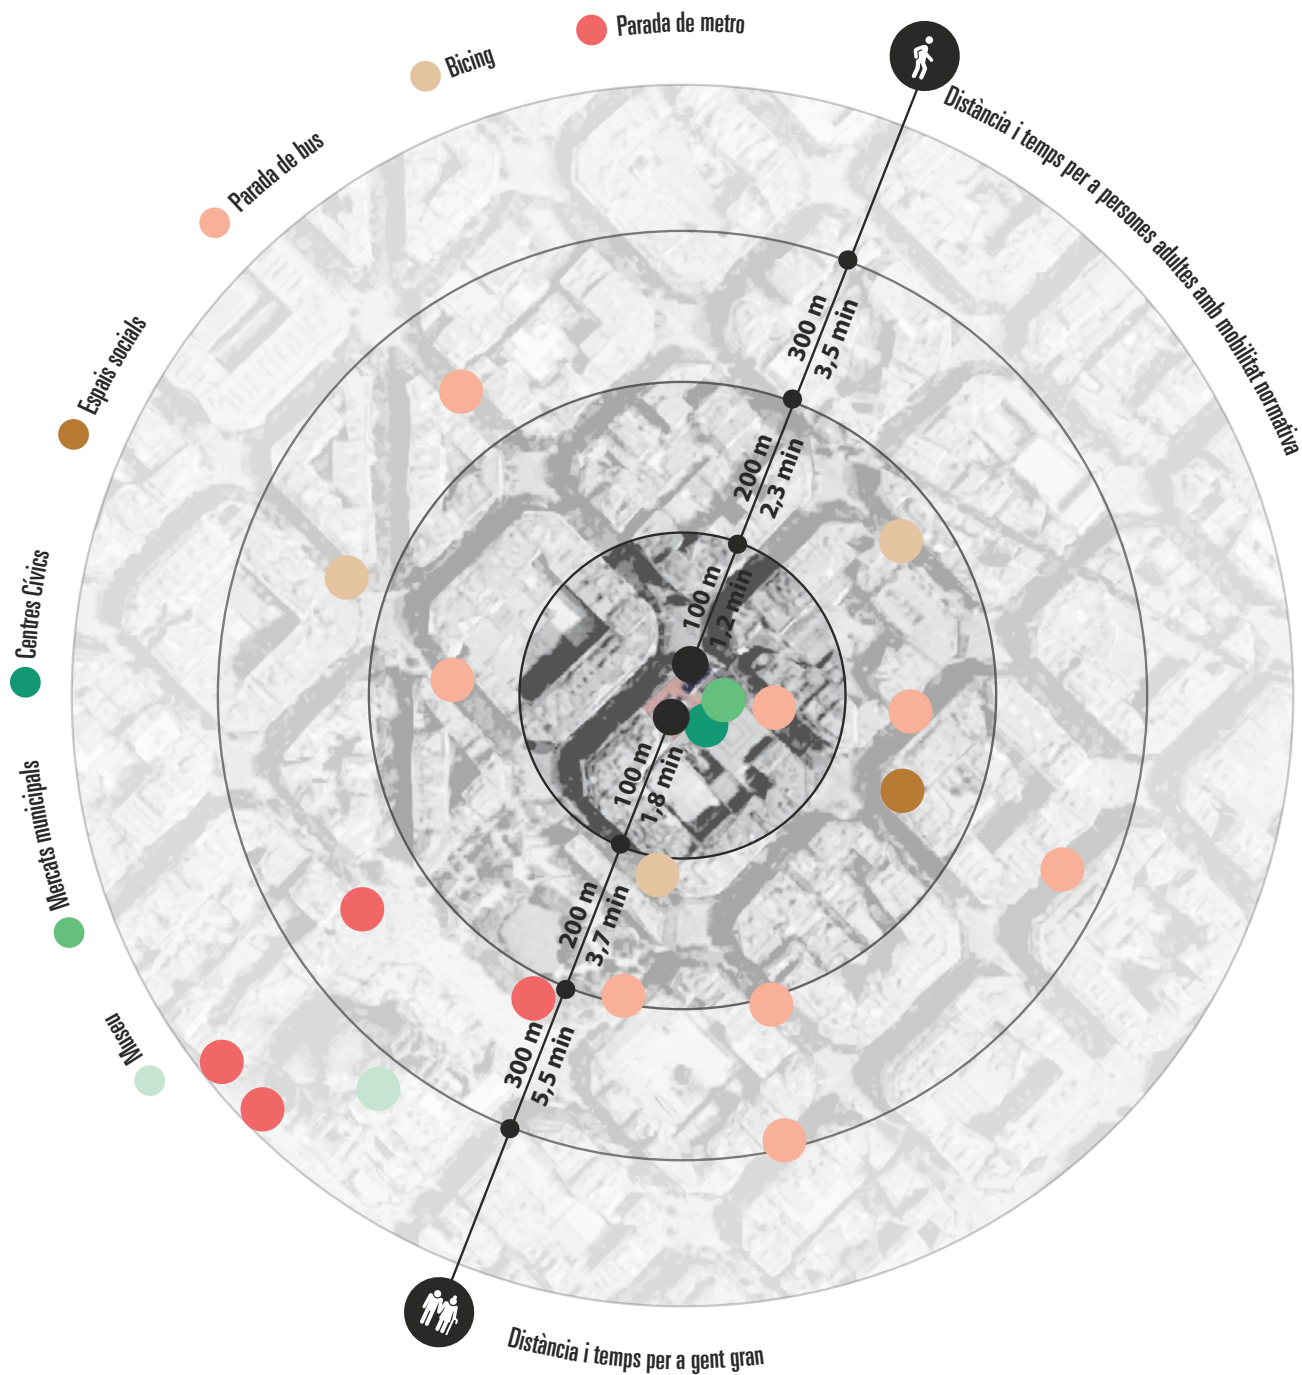 Parada de metro
Bicing
Parada de bus
Espais socials
Centres Cívics
Mercats municipals
Museu
Distància i temps per a persones adultes amb mobilitat normativa
300 m
3,5 min
200 m
2,3 min
100 m
1,2 min
100 m
1,8 min
200 m
3,7 min
300 m
5,5 min
Distància i temps per a gent gran